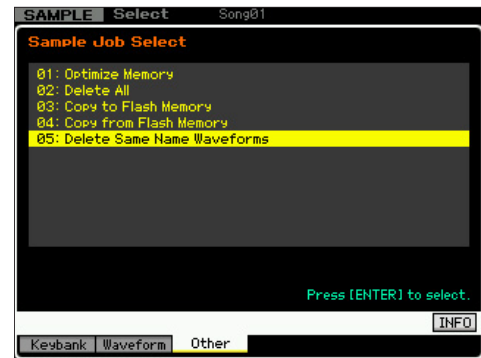 SAMPLE Select Song01
Sample Job Select
01: Optimize Memory
02: Delete All
03: Copy to Flash Memory
04: Copy from Flash Memory
05: Delete Same Name Waveforms
Press [ENTER] to select.
INFO
Keybank Waveform Other